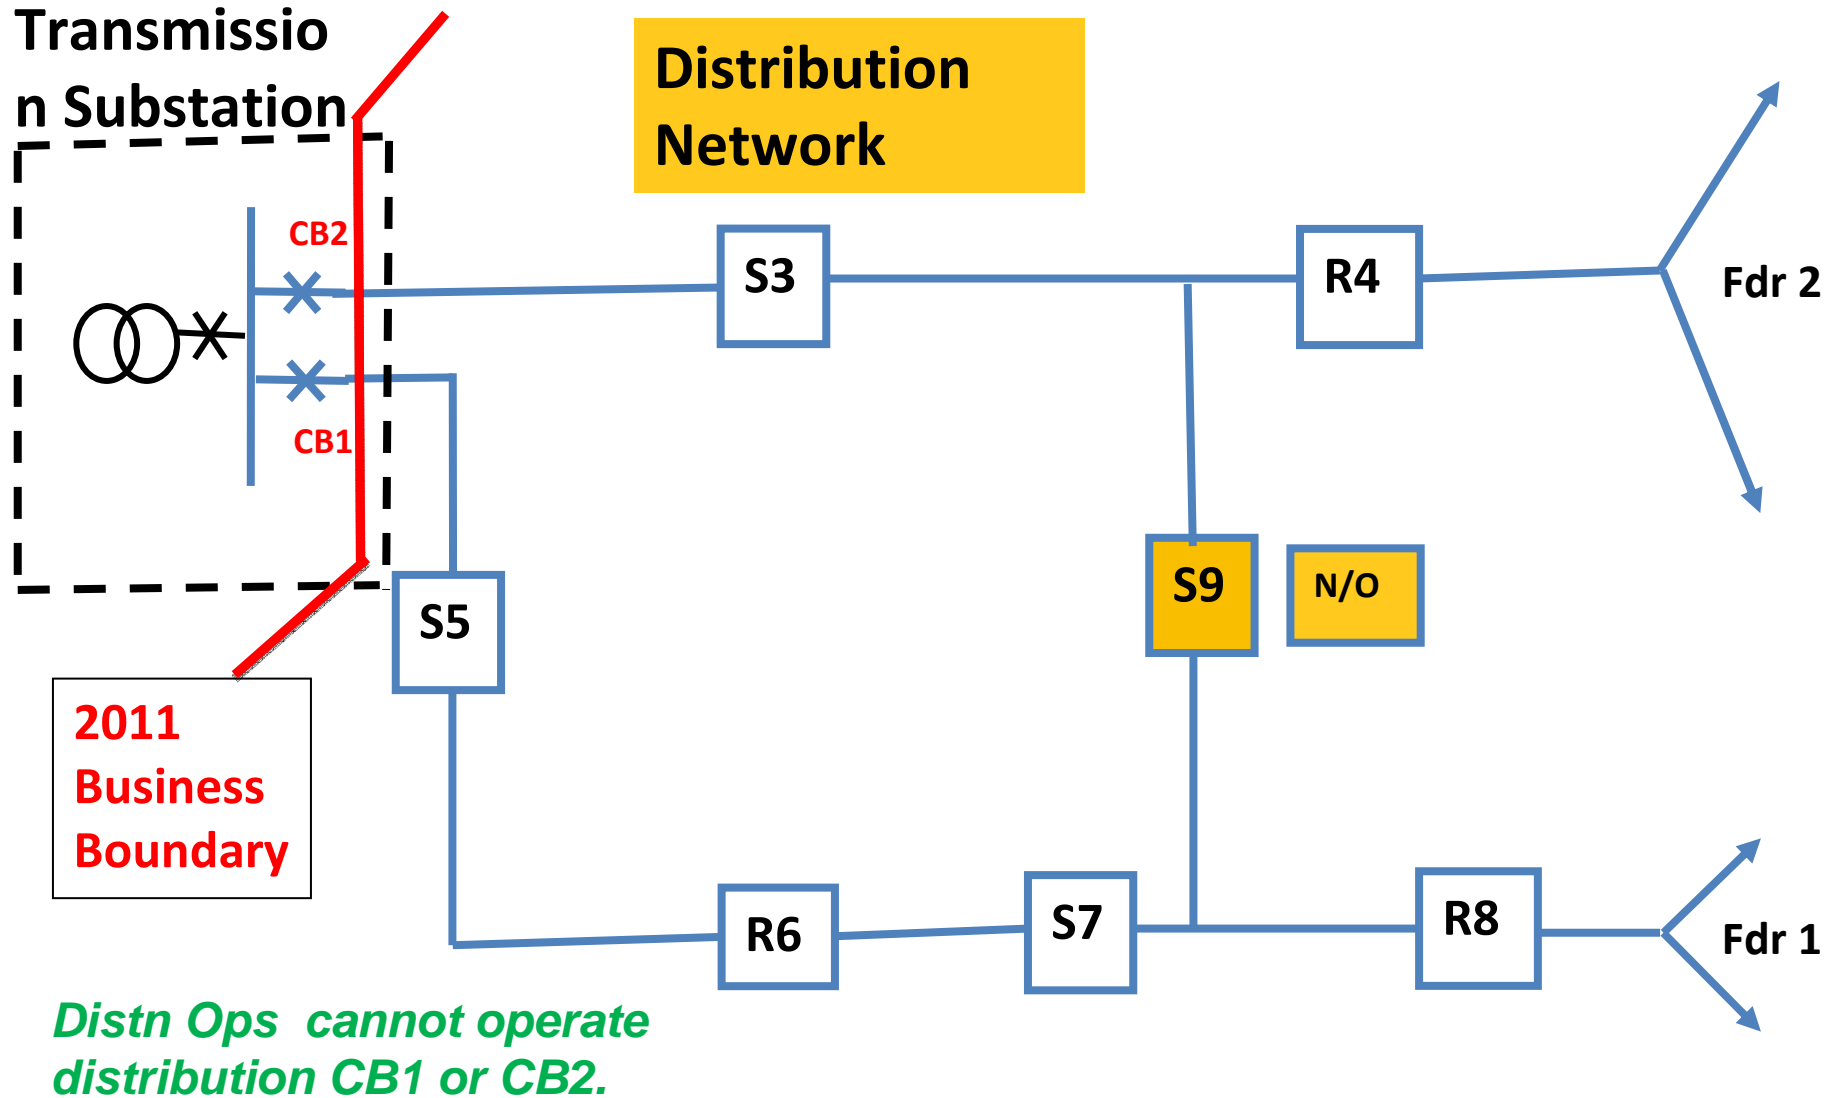 Transmissio
n Substation
Distribution
Network
CB2
S3
R4
Fdr 2
CB1
S5
S9
N/O
2011
Business
Boundary
R6
S7
R8
Fdr 1
Distn Ops  cannot operate
distribution CB1 or CB2.